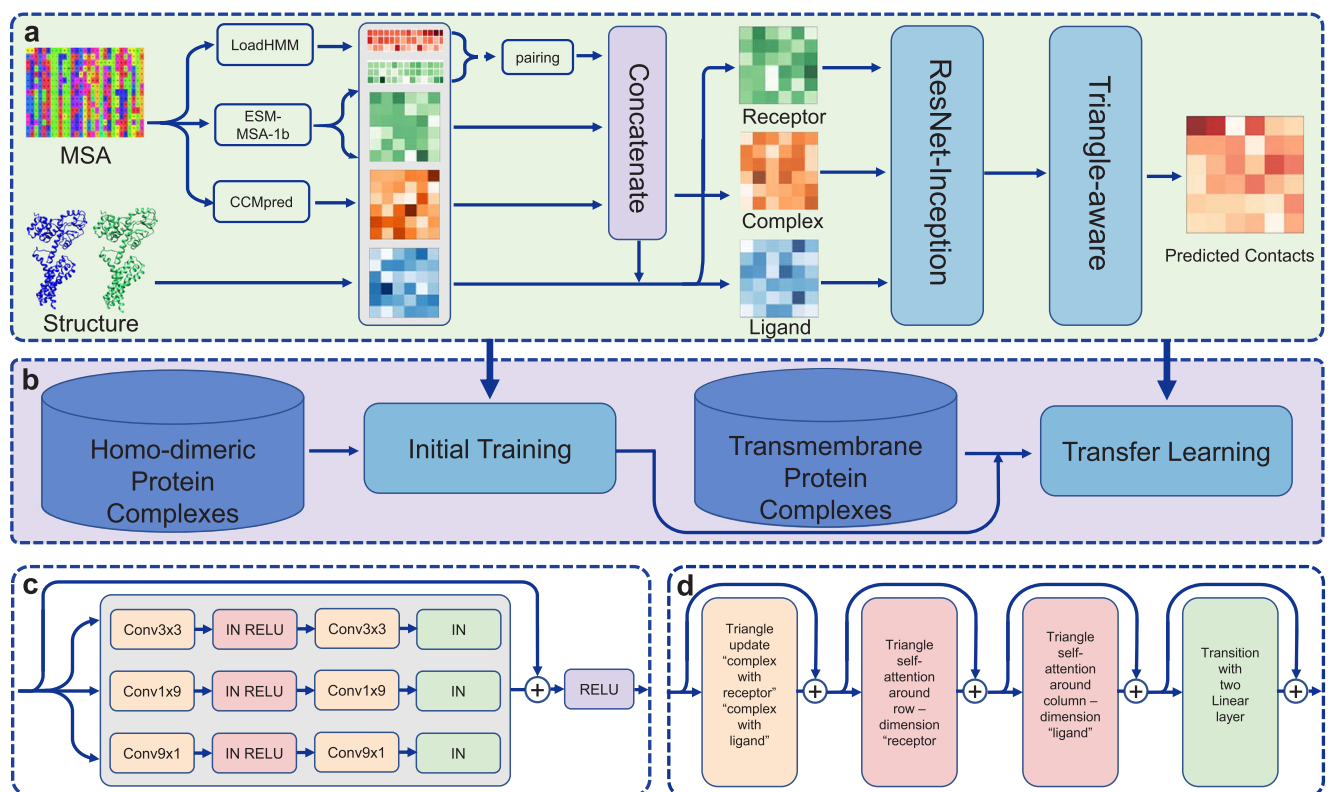 a
LoadHMM
ESM-
MSA-1b
CCMpred
MSA
Structure
pairing
Concatenate
Receptor
Complex
Ligand
ResNet-Inception
Triangle-aware
Predicted Contacts
b
Homo-dimeric
Protein
Complexes
Initial Training
Transmembrane
Protein
Complexes
Transfer Learning
c
Conv3x3
IN RELU
Conv3x3
IN
Conv1x9
IN RELU
Conv1x9
IN
Conv9x1
IN RELU
Conv9x1
IN
+
RELU
d
Triangle
update
“complex
with
receptor”
“complex
with
ligand”
+
Triangle
self-
attention
around
row –
dimension
“receptor
+
Triangle
self-
attention
around
column –
dimension
“ligand”
+
Transition
with
two
Linear
layer
+